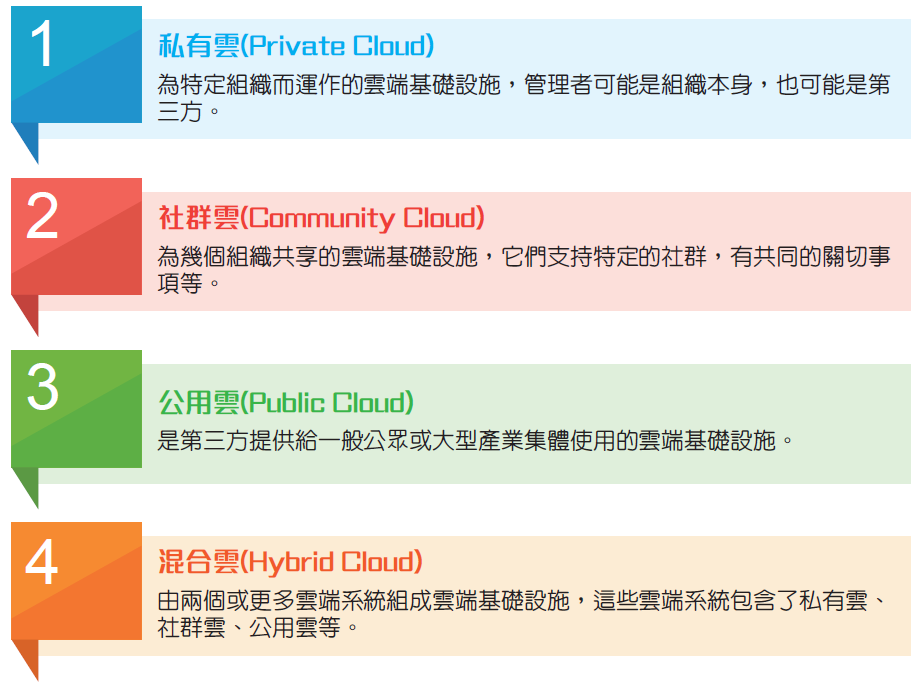 1
私有雲(Private Cloud)
為特定組織而運作的雲端基礎設施，管理者可能是組織本身，也可能是第
三方。
2
社群雲(Community Cloud)
為幾個組織共享的雲端基礎設施，它們支持特定的社群，有共同的關切事
項等。
3
公用雲(Public Cloud)
是第三方提供給一般公眾或大型產業集體使用的雲端基礎設施。
4
混合雲(Hybrid Cloud)
由兩個或更多雲端系統組成雲端基礎設施，這些雲端系統包含了私有雲、
社群雲、公用雲等。